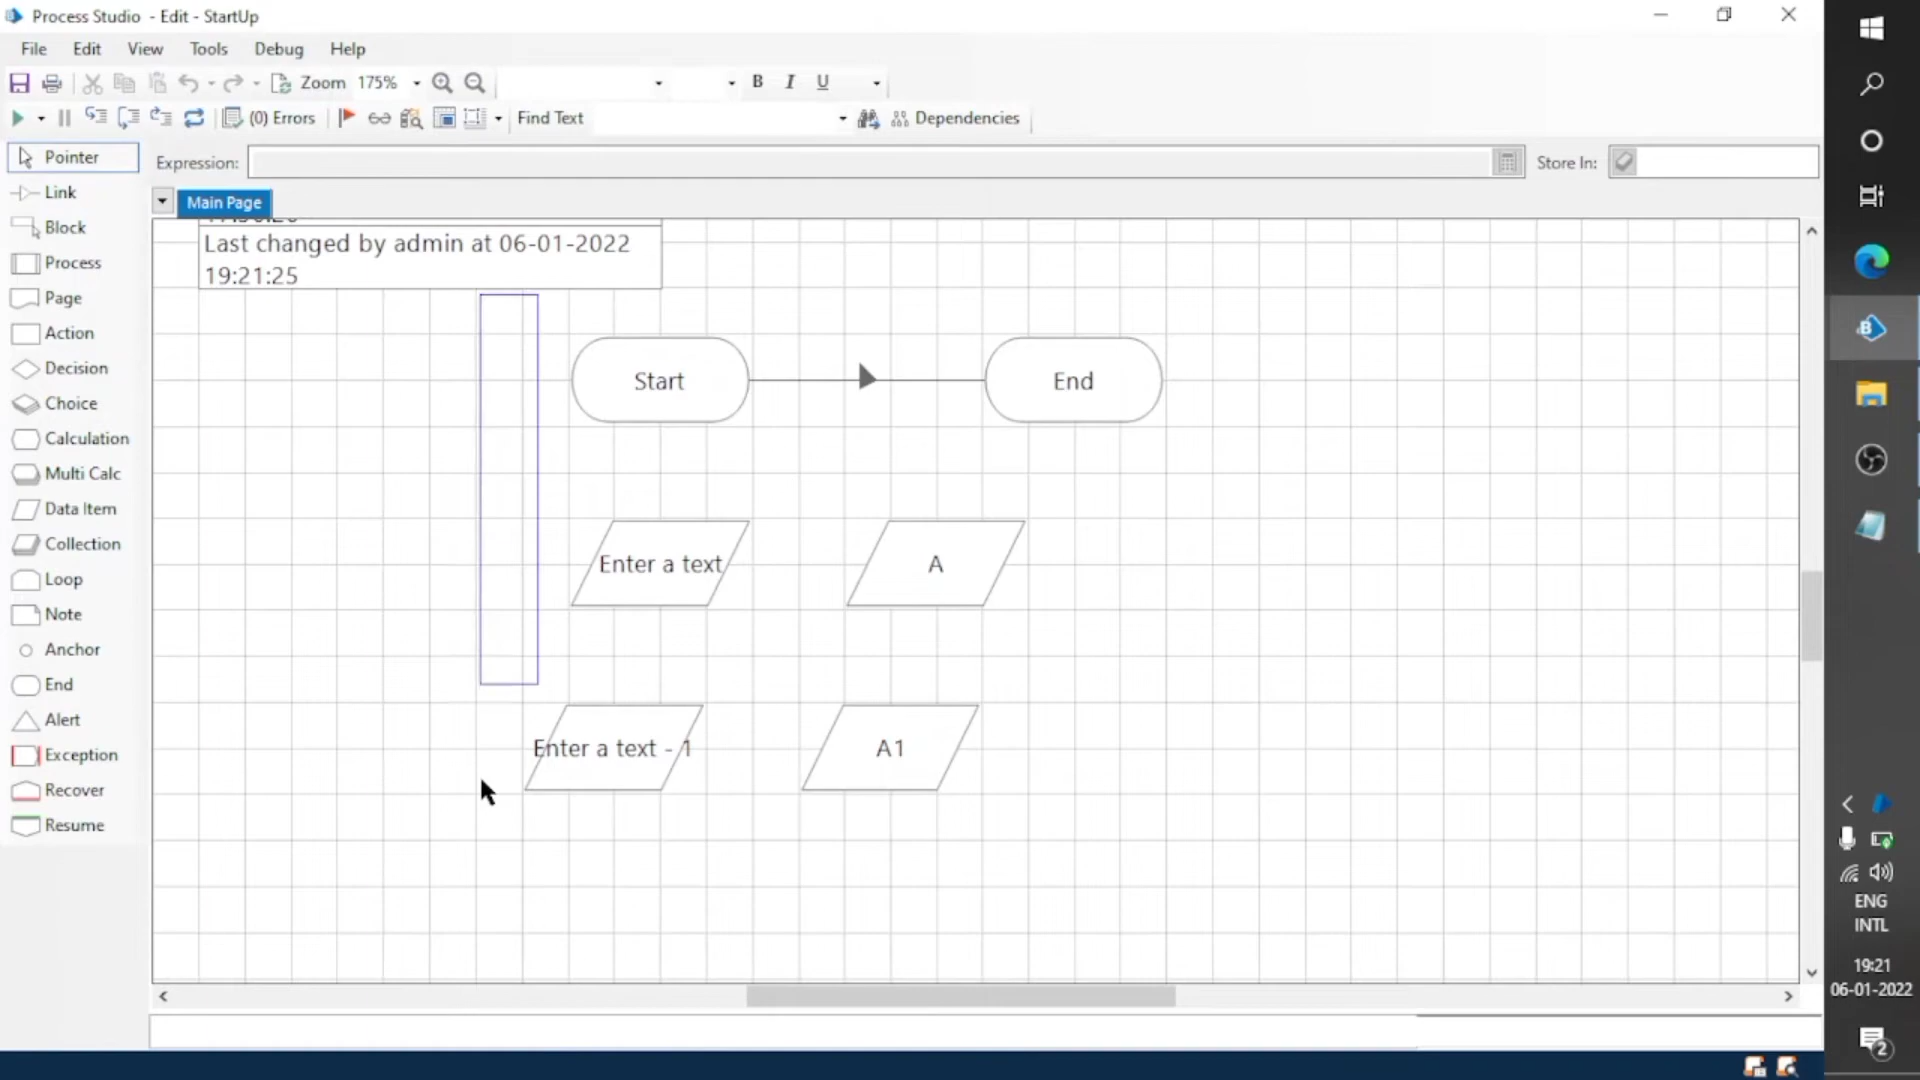 Process Studio - Edit - StartUp
File Edit View Tools Debug Help
Zoom 175% B I U
(0) Errors Find Text Dependencies
Pointer
Expression: Store In:
Link
Main Page
Block
Last changed by admin at 06-01-2022
19:21:25
Process
Page
Action
Decision
Choice
Calculation
Multi Calc
Data Item
Collection
Loop
Note
Anchor
End
Alert
Exception
Recover
Resume
Start
End
Enter a text
A
Enter a text - 1
A1
B
ENG
INTL
19:21
06-01-2022
2